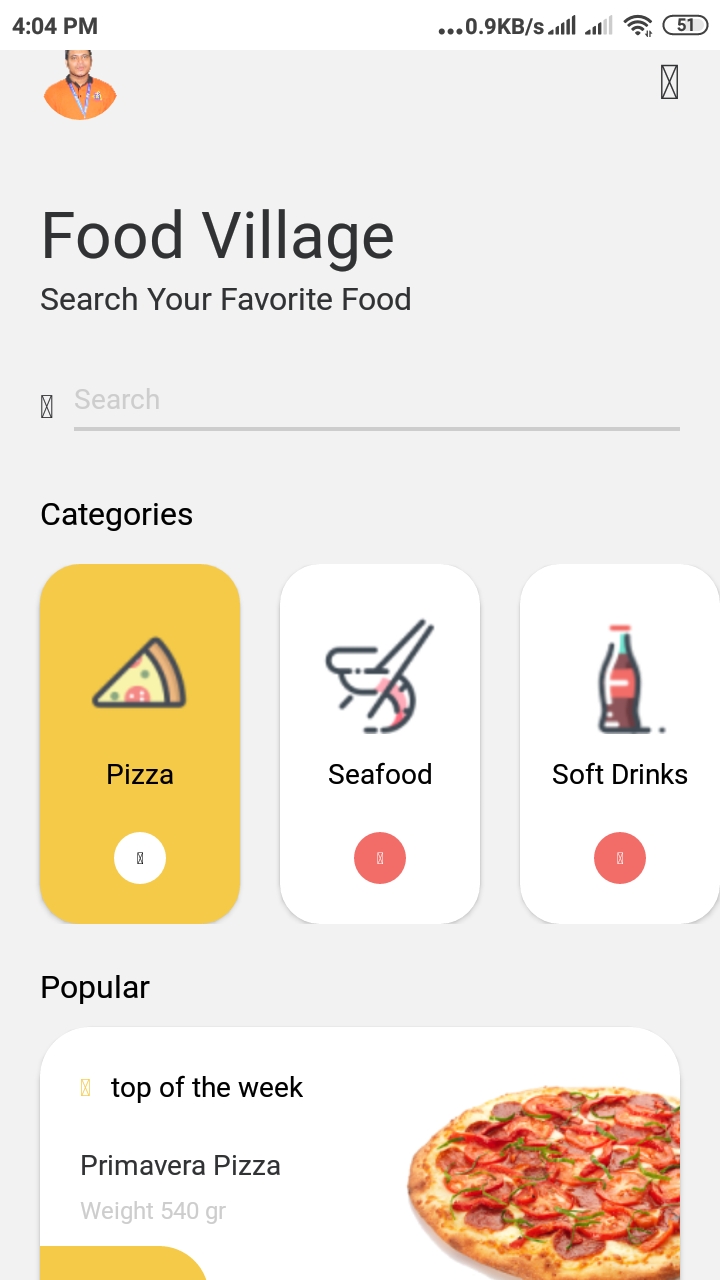 4:04 PM
...0.9KB/s
51
Food Village
Search Your Favorite Food
Search
Categories
Pizza
Seafood
Soft Drinks
Popular
top of the week
Primavera Pizza
Weight 540 gr